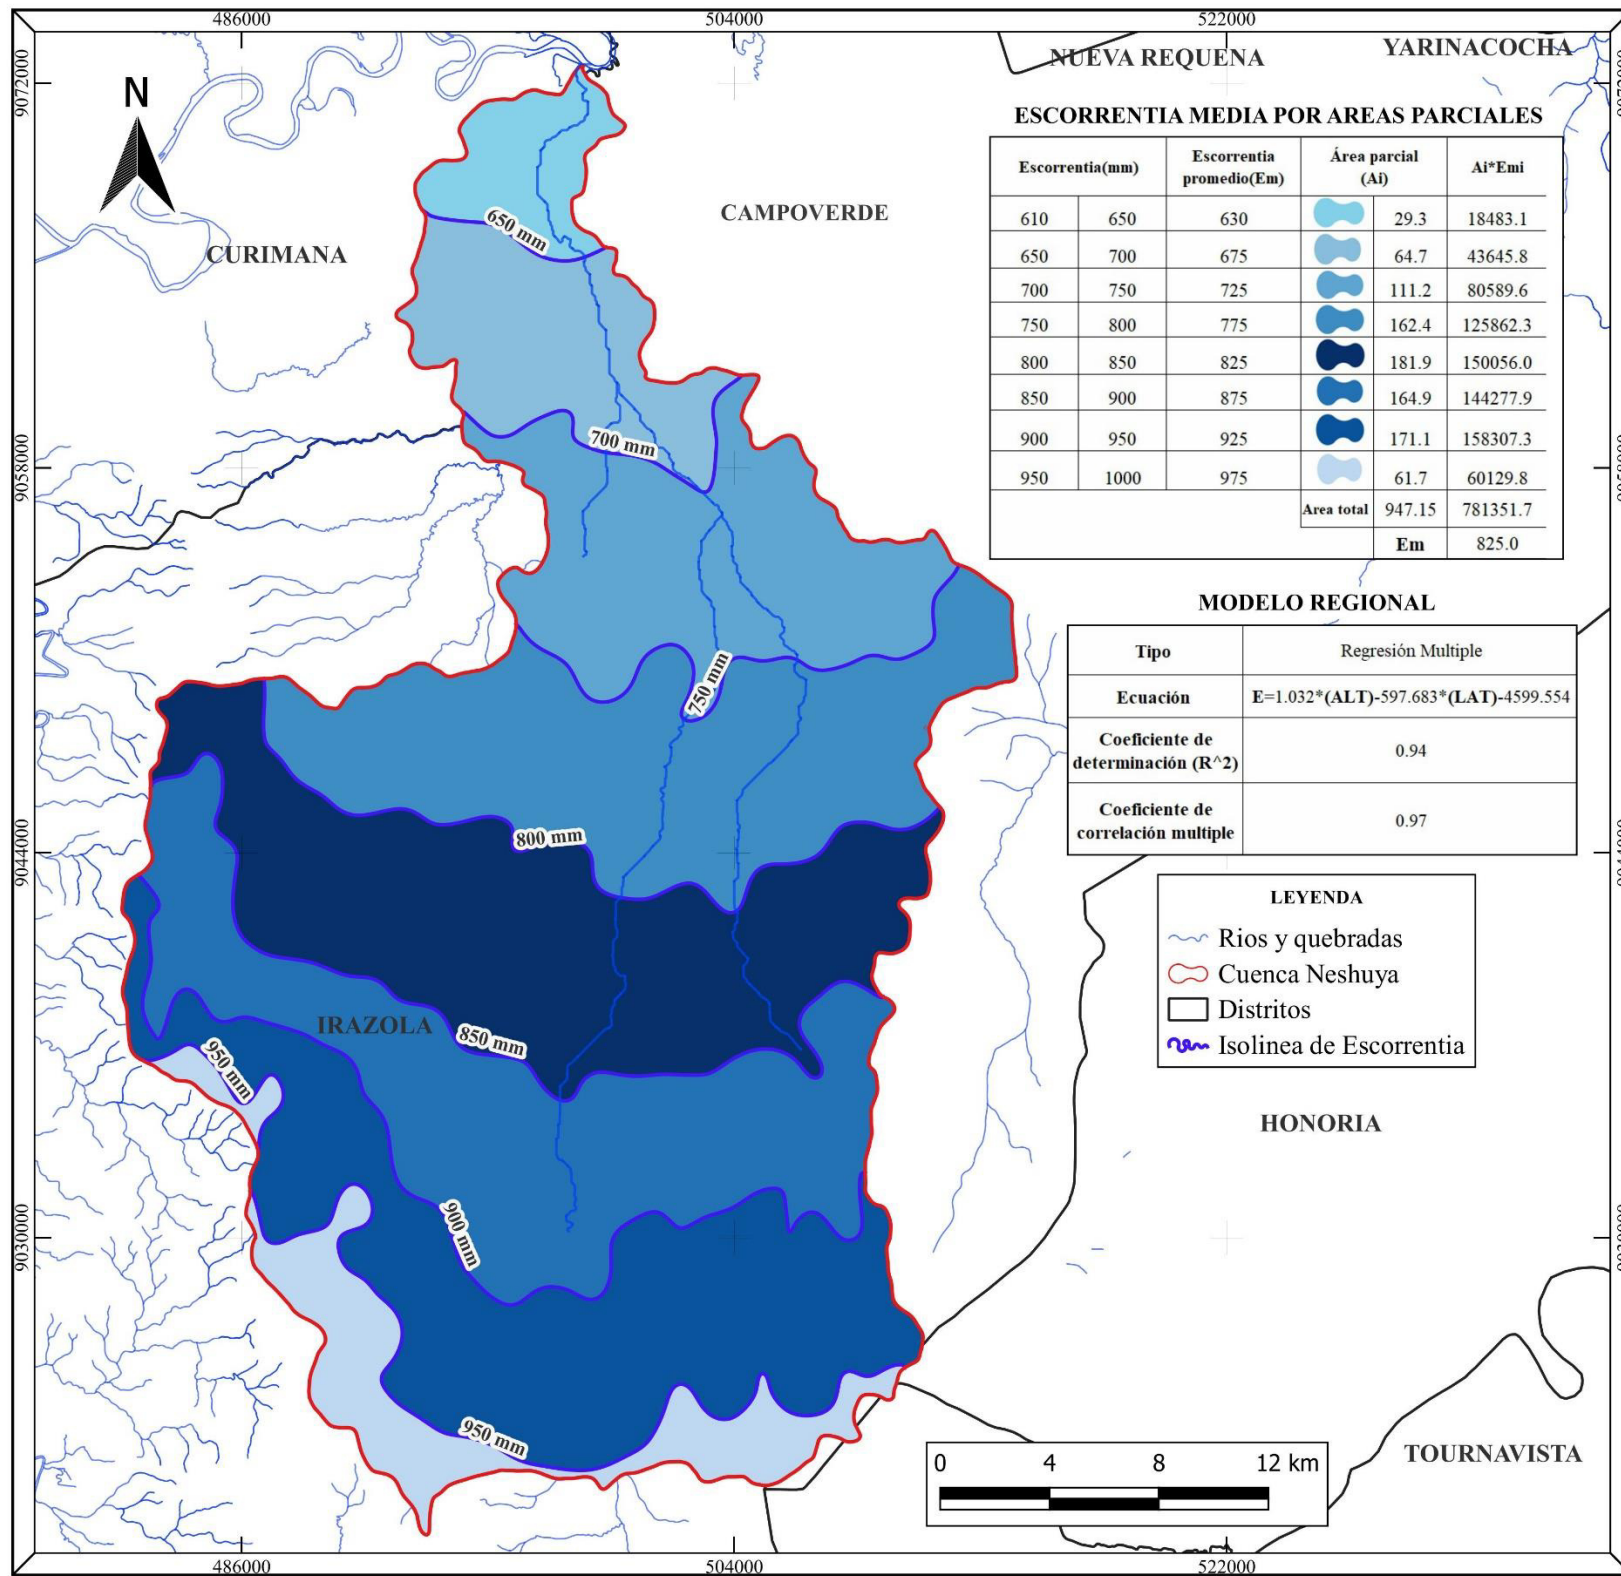 486000 504000 522000
NUEVA REQUENA
YARINACOCHA
9072000
9072000
N
ESCORRENTIA MEDIA POR AREAS PARCIALES
Escorrentia(mm) Escorrentia promedio(Em) Área parcial (Ai) Ai*Emi
610 650 630 29.3 18483.1
650 700 675 64.7 43645.8
700 750 725 111.2 80589.6
750 800 775 162.4 125862.3
800 850 825 181.9 150056.0
850 900 875 164.9 144277.9
900 950 925 171.1 158307.3
950 1000 975 61.7 60129.8
Area total 947.15 781351.7
Em 825.0
CAMPOVERDE
CURIMANA
650 mm
700 mm
9058000
9058000
MODELO REGIONAL
Tipo Regresión Multiple
Ecuación E=1.032*(ALT)-597.683*(LAT)-4599.554
Coeficiente de
determinación (R^2) 0.94
Coeficiente de
correlación multiple 0.97
750 mm
800 mm
9044000
9044000
LEYENDA
Rios y quebradas
Cuenca Neshuya
Distritos
Isolinea de Escorrentia
IRAZOLA
850 mm
950 mm
HONORIA
900 mm
9030000
9030000
950 mm
TOURNAVISTA
0 4 8 12 km
486000 504000 522000